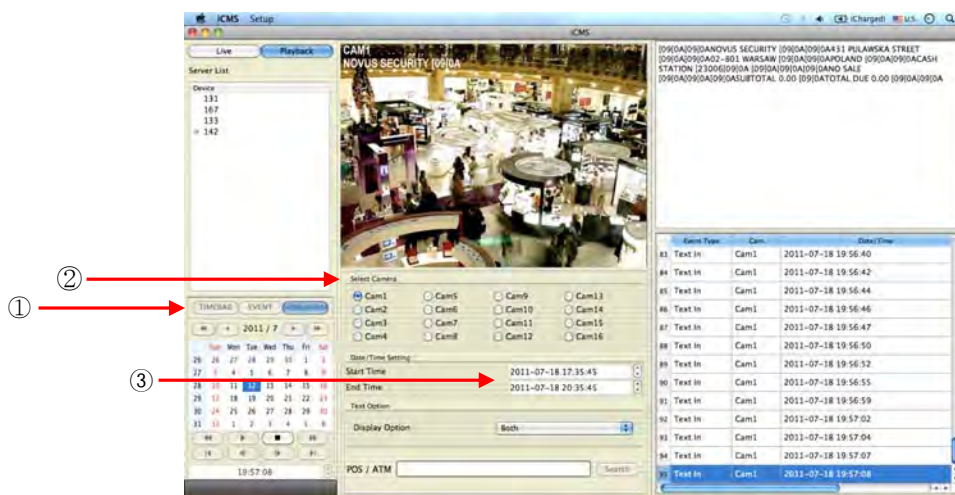 iCMS Setup
(Charged) U.S.
iCMS
Live Playback
Server List
Device
131
167
133
142
CAM1
NOVUS SECURITY [09[0A
[09[0A[09[0ANOVUS SECURITY [09[0A[09[0A431 PULAWSKA STREET
[09[0A[09[0A02-801 WARSAW [09[0A[09[0APOLAND [09[0A[09[0ACASH
STATION [23006[09[0A [09[0A[09[0A[09[0ANO SALE
[09[0A[09[0A[09[0ASUBTOTAL 0.00 [09[0ATOTAL DUE 0.00 [09[0A[09[0A
②
①
③
Select Camera
Cam1 Cam5 Cam9 Cam13
Cam2 Cam6 Cam10 Cam14
Cam3 Cam7 Cam11 Cam15
Cam4 Cam8 Cam12 Cam16
Date/Time Setting
Start Time 2011-07-18 17:35:45
End Time 2011-07-18 20:35:45
Text Option
Display Option Both
POS / ATM Search
TIMEBAR EVENT
2011 / 7
Sun Mon Tue Wed Thu Fri Sat
26 26 27 28 29 30 1 2
27 3 4 5 6 7 8 9
28 10 11 12 13 14 15 16
29 17 18 19 20 21 22 23
30 24 25 26 27 28 29 30
31 31 1 2 3 4 5 6
19:57:08
Event Type Cam. Date/Time
83 Text In Cam1 2011-07-18 19:56:40
84 Text In Cam1 2011-07-18 19:56:42
85 Text In Cam1 2011-07-18 19:56:44
86 Text In Cam1 2011-07-18 19:56:46
87 Text In Cam1 2011-07-18 19:56:47
88 Text In Cam1 2011-07-18 19:56:50
89 Text In Cam1 2011-07-18 19:56:52
90 Text In Cam1 2011-07-18 19:56:55
91 Text In Cam1 2011-07-18 19:56:59
92 Text In Cam1 2011-07-18 19:57:02
93 Text In Cam1 2011-07-18 19:57:04
94 Text In Cam1 2011-07-18 19:57:07
95 Text In Cam1 2011-07-18 19:57:08